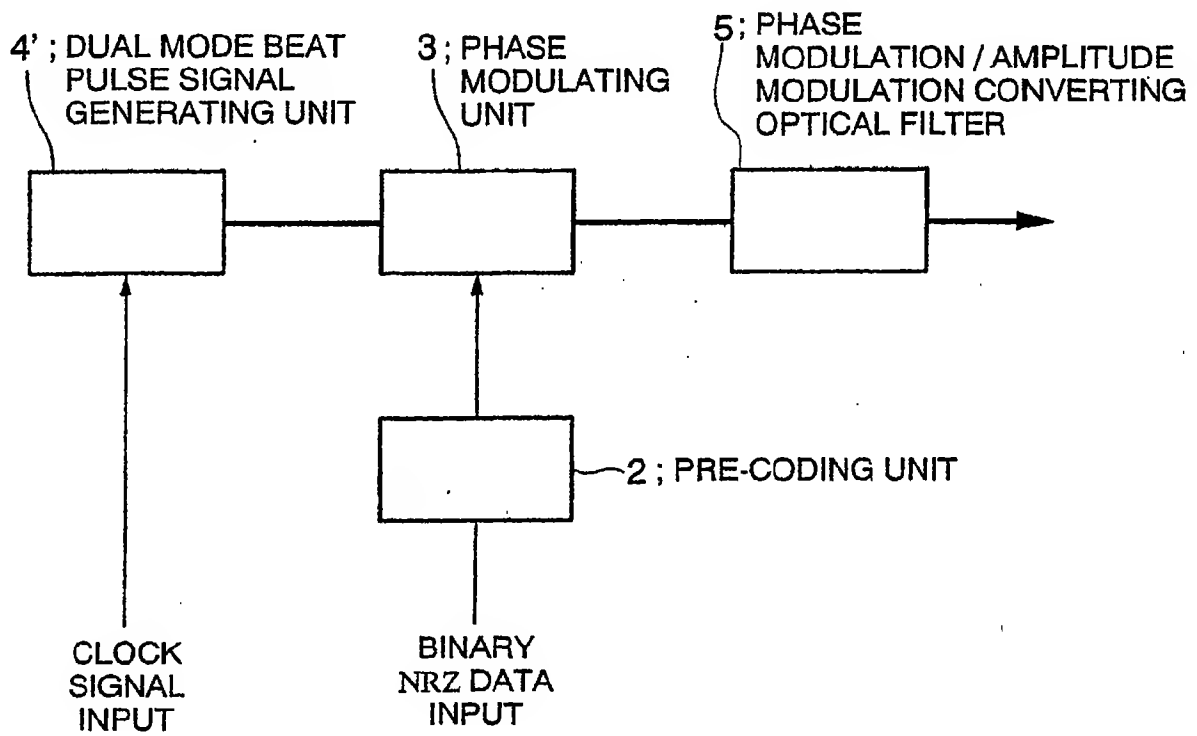 4' ; DUAL MODE BEAT
PULSE SIGNAL
GENERATING UNIT
3 ; PHASE
MODULATING
UNIT
5 ; PHASE
MODULATION / AMPLITUDE
MODULATION CONVERTING
OPTICAL FILTER
2 ; PRE-CODING UNIT
CLOCK
SIGNAL
INPUT
BINARY
NRZ DATA
INPUT